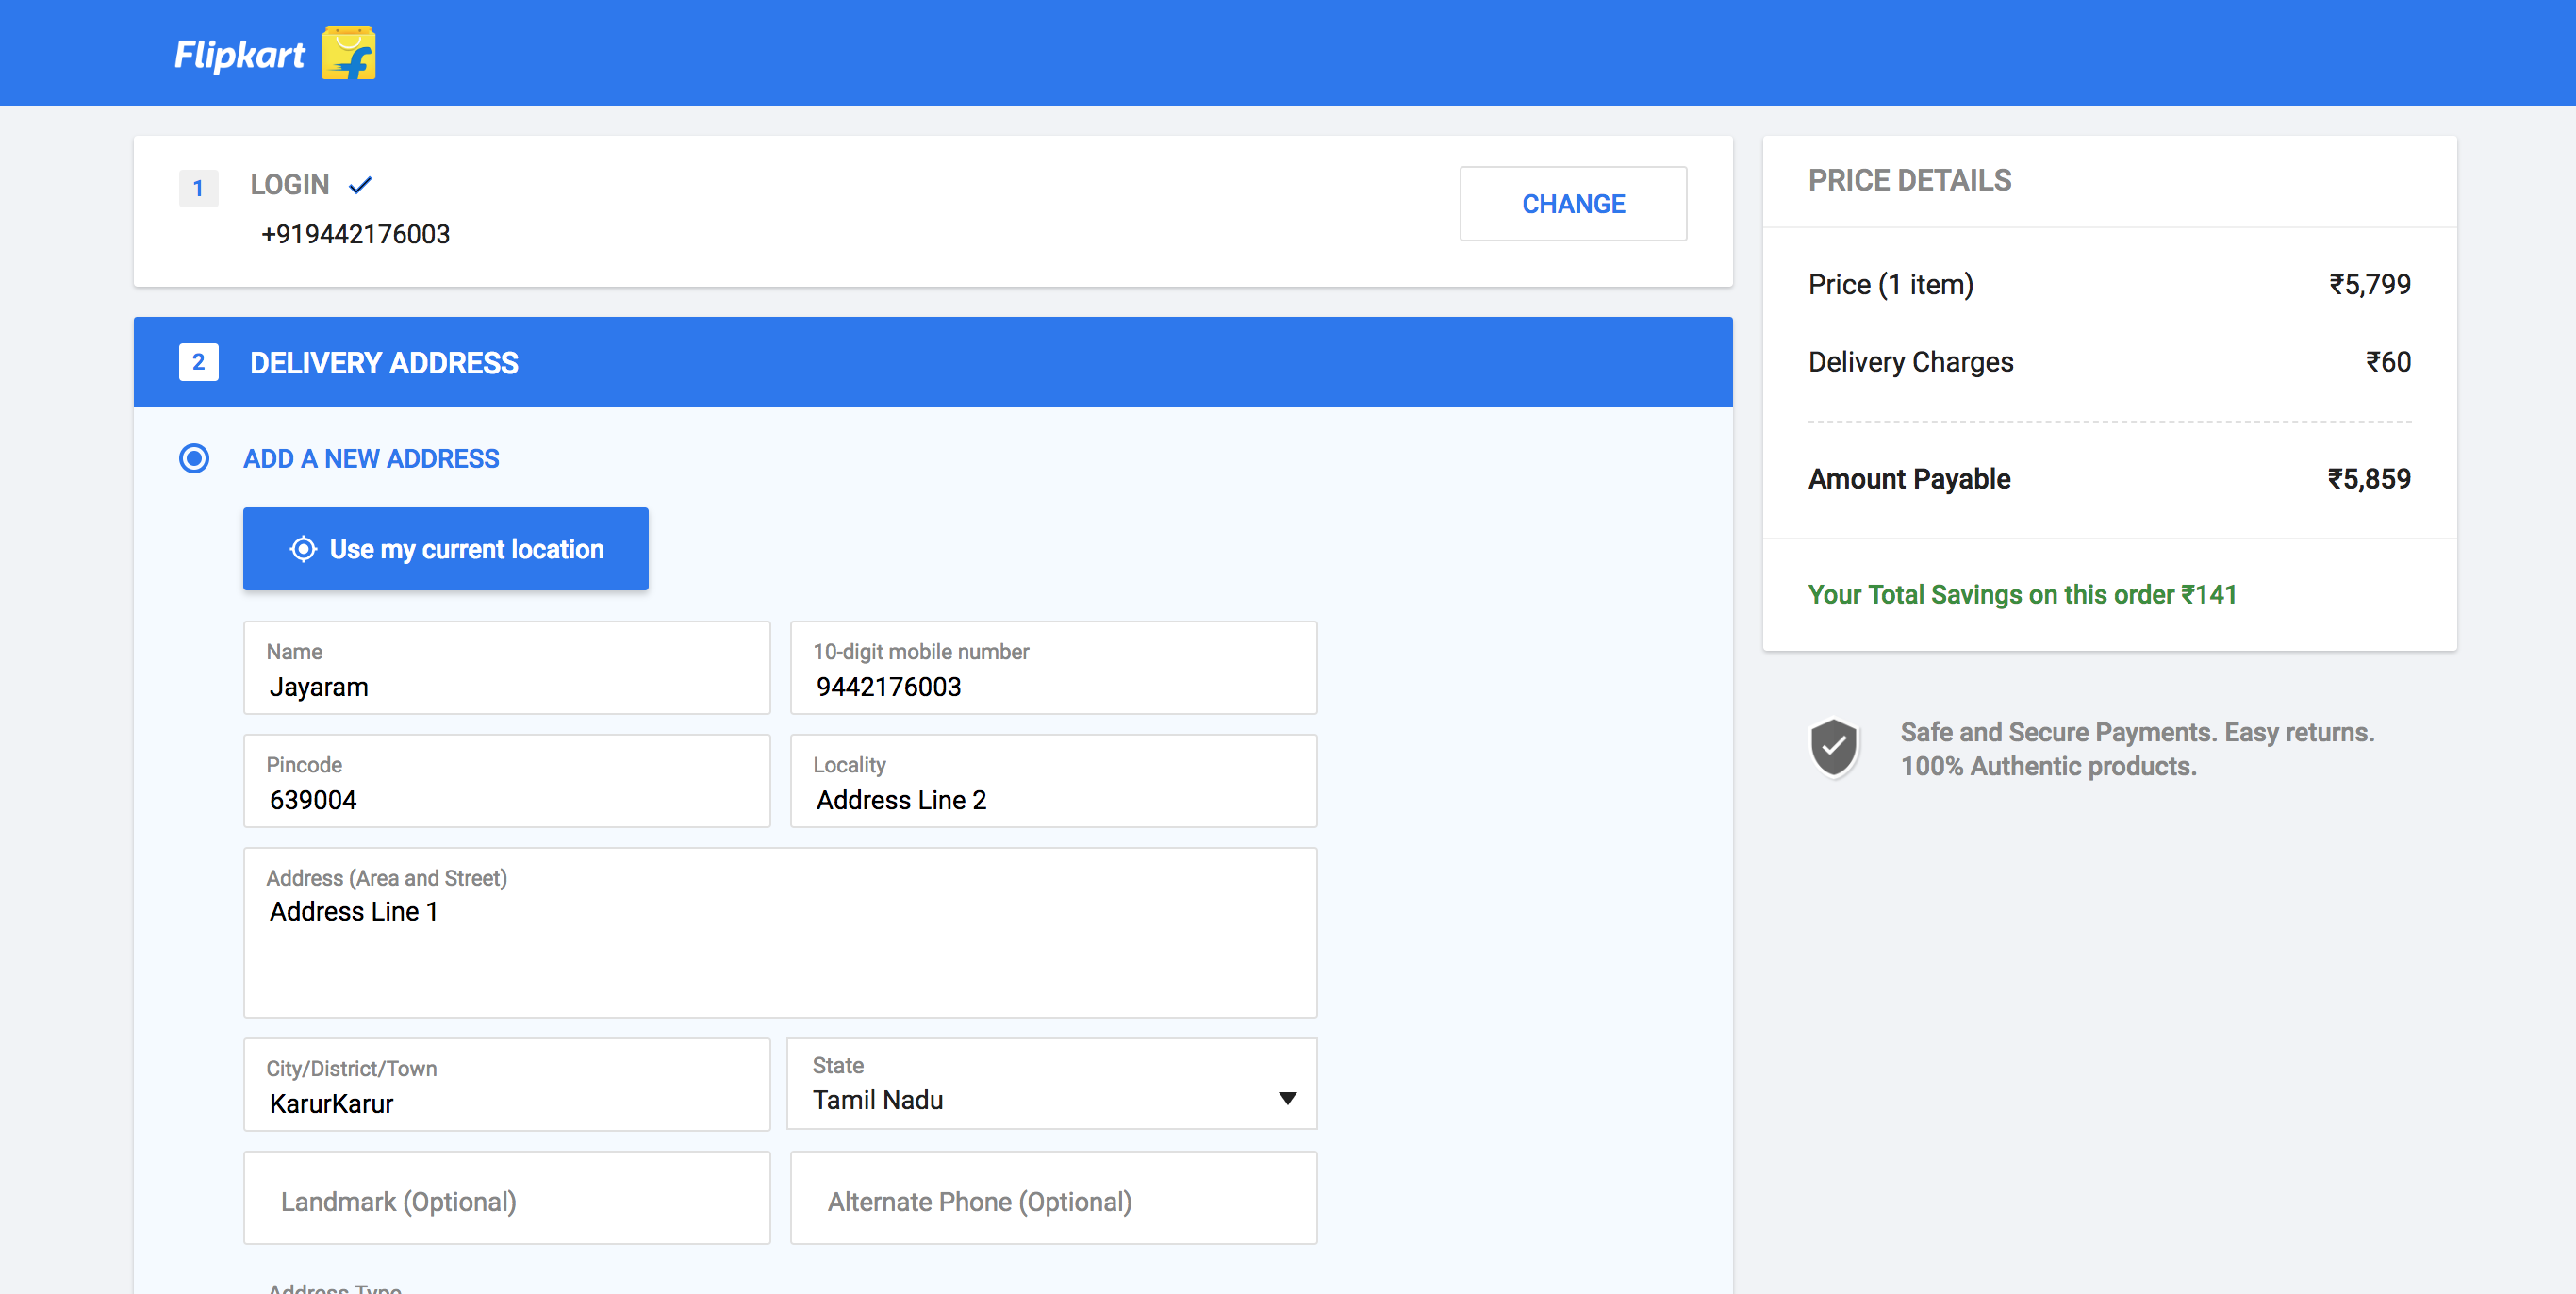 Flipkart
1 LOGIN
+919442176003
CHANGE
2 DELIVERY ADDRESS
ADD A NEW ADDRESS
Use my current location
Name
Jayaram
10-digit mobile number
9442176003
Pincode
639004
Locality
Address Line 2
Address (Area and Street)
Address Line 1
City/District/Town
KarurKarur
State
Tamil Nadu
Landmark (Optional)
Alternate Phone (Optional)
Address Type
PRICE DETAILS
Price (1 item) ₹5,799
Delivery Charges ₹60
Amount Payable ₹5,859
Your Total Savings on this order ₹141
Safe and Secure Payments. Easy returns.
100% Authentic products.